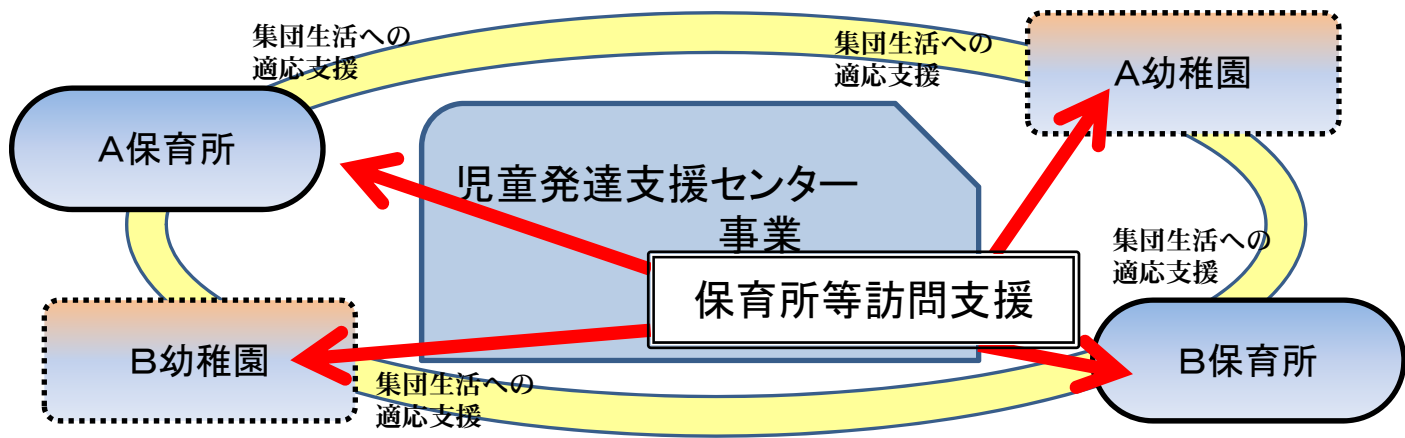 集団生活への
適応支援
集団生活への
適応支援
A幼稚園
A保育所
児童発達支援センター
事業
集団生活への
適応支援
保育所等訪問支援
B幼稚園
B保育所
集団生活への
適応支援